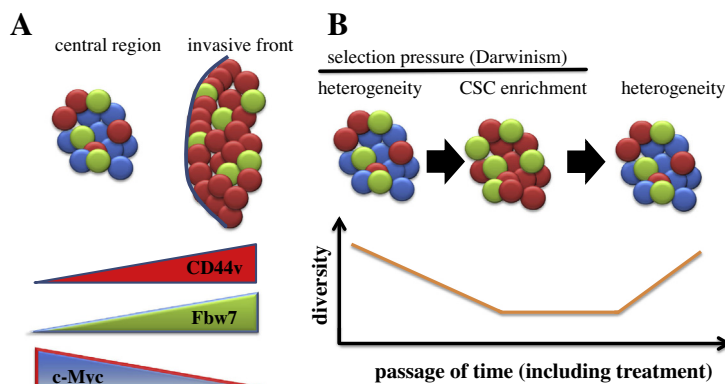 A
central region
invasive front
CD44v
Fbw7
c-Myc
B
selection pressure (Darwinism)
heterogeneity
CSC enrichment
heterogeneity
diversity
passage of time (including treatment)